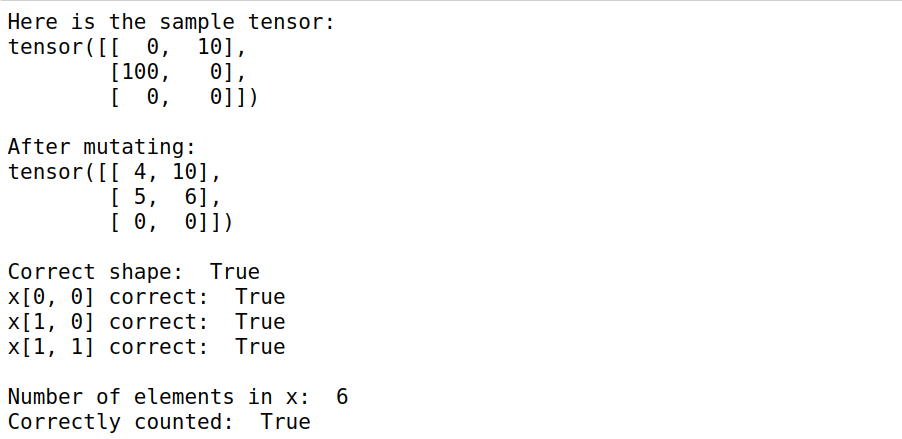 Here is the sample tensor:
tensor([[  0,  10],
        [100,   0],
        [  0,   0]])

After mutating:
tensor([[ 4, 10],
        [ 5,  6],
        [ 0,  0]])

Correct shape:  True
x[0, 0] correct:  True
x[1, 0] correct:  True
x[1, 1] correct:  True

Number of elements in x:  6
Correctly counted:  True